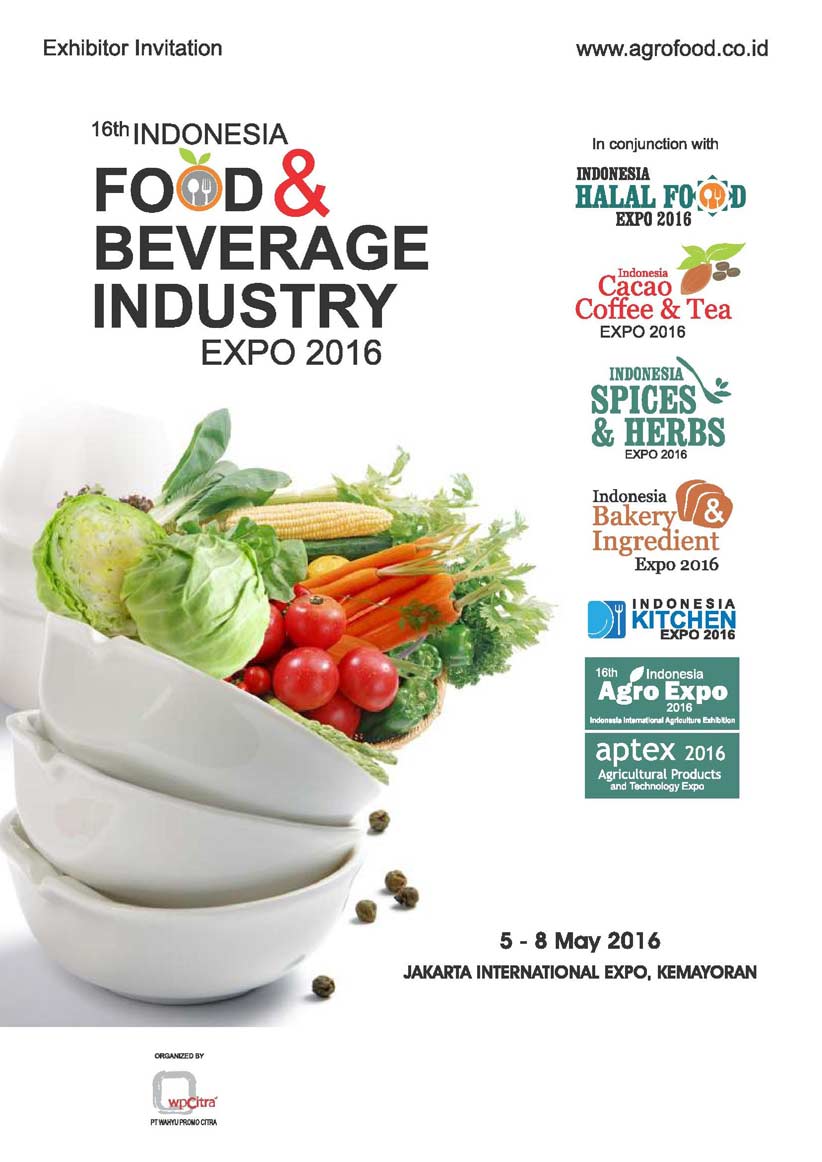 Exhibitor Invitation
www.agrofood.co.id
16th INDONESIA
FOOD &
BEVERAGE
INDUSTRY
EXPO 2016
In conjunction with
INDONESIA
HALAL FOOD
EXPO 2016
Indonesia
Cacao
Coffee & Tea
EXPO 2016
INDONESIA
SPICES
& HERBS
EXPO 2016
Indonesia
Bakery &
Ingredient
Expo 2016
INDONESIA
KITCHEN
EXPO 2016
16th Indonesia
Agro Expo
2016
Indonesia International Agriculture Exhibition
aptex 2016
Agricultural Products
and Technology Expo
5 - 8 May 2016
JAKARTA INTERNATIONAL EXPO, KEMAYORAN
ORGANIZED BY
wpCitra
PT WAHYU PROMO CITRA